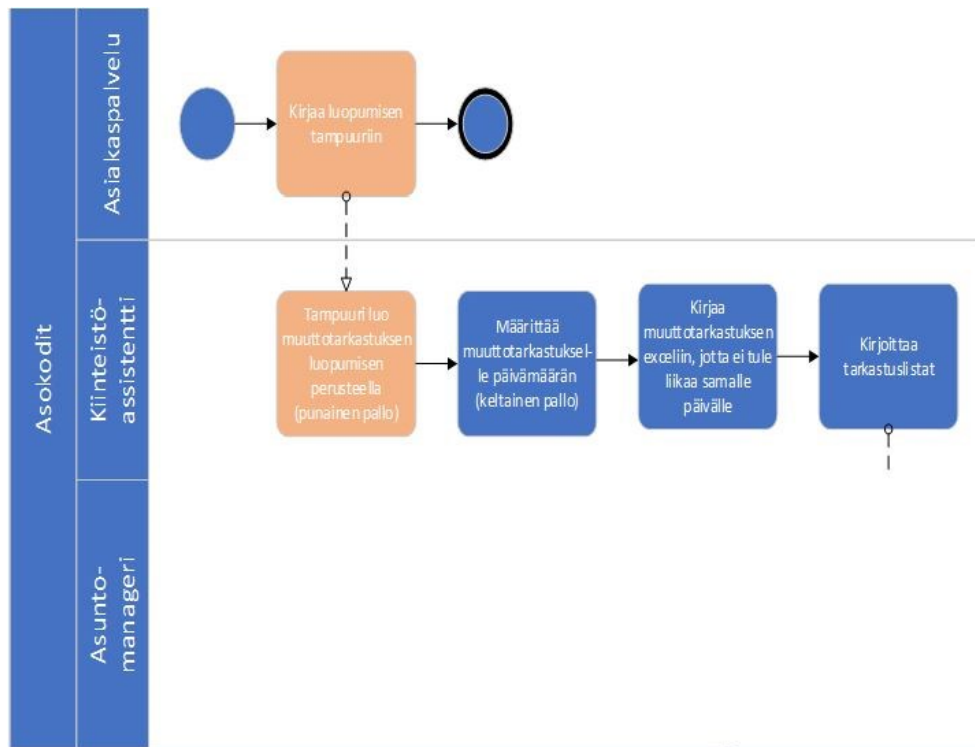 Asokodit
Asiakaspalvelu
Kirjaa luopumisen
tampuuriin
Kiinteistö-
assistentti
Tampuuri luo
muuttotarkastuksen
luopumisen
perusteella
(punainen pallo)
Määrittää
muuttotarkastuksel-
le päivämäärän
(keltainen pallo)
Kirjaa
muuttotarkastuksen
exceliin, jotta ei tule
liikaa samalle
päivälle
Kirjoittaa
tarkastuslistat
Asunto-
manageri